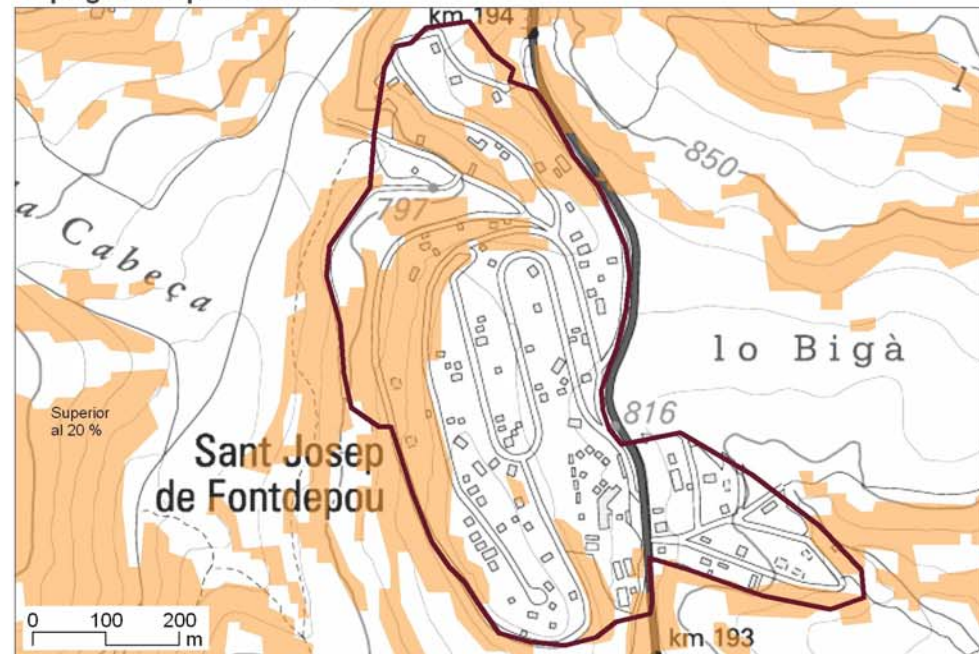 km 194
850
797
la Cabeça
lo Bigà
816
Superior
al 20 %
Sant Josep
de Fontdepou
0 100 200
m
km 193